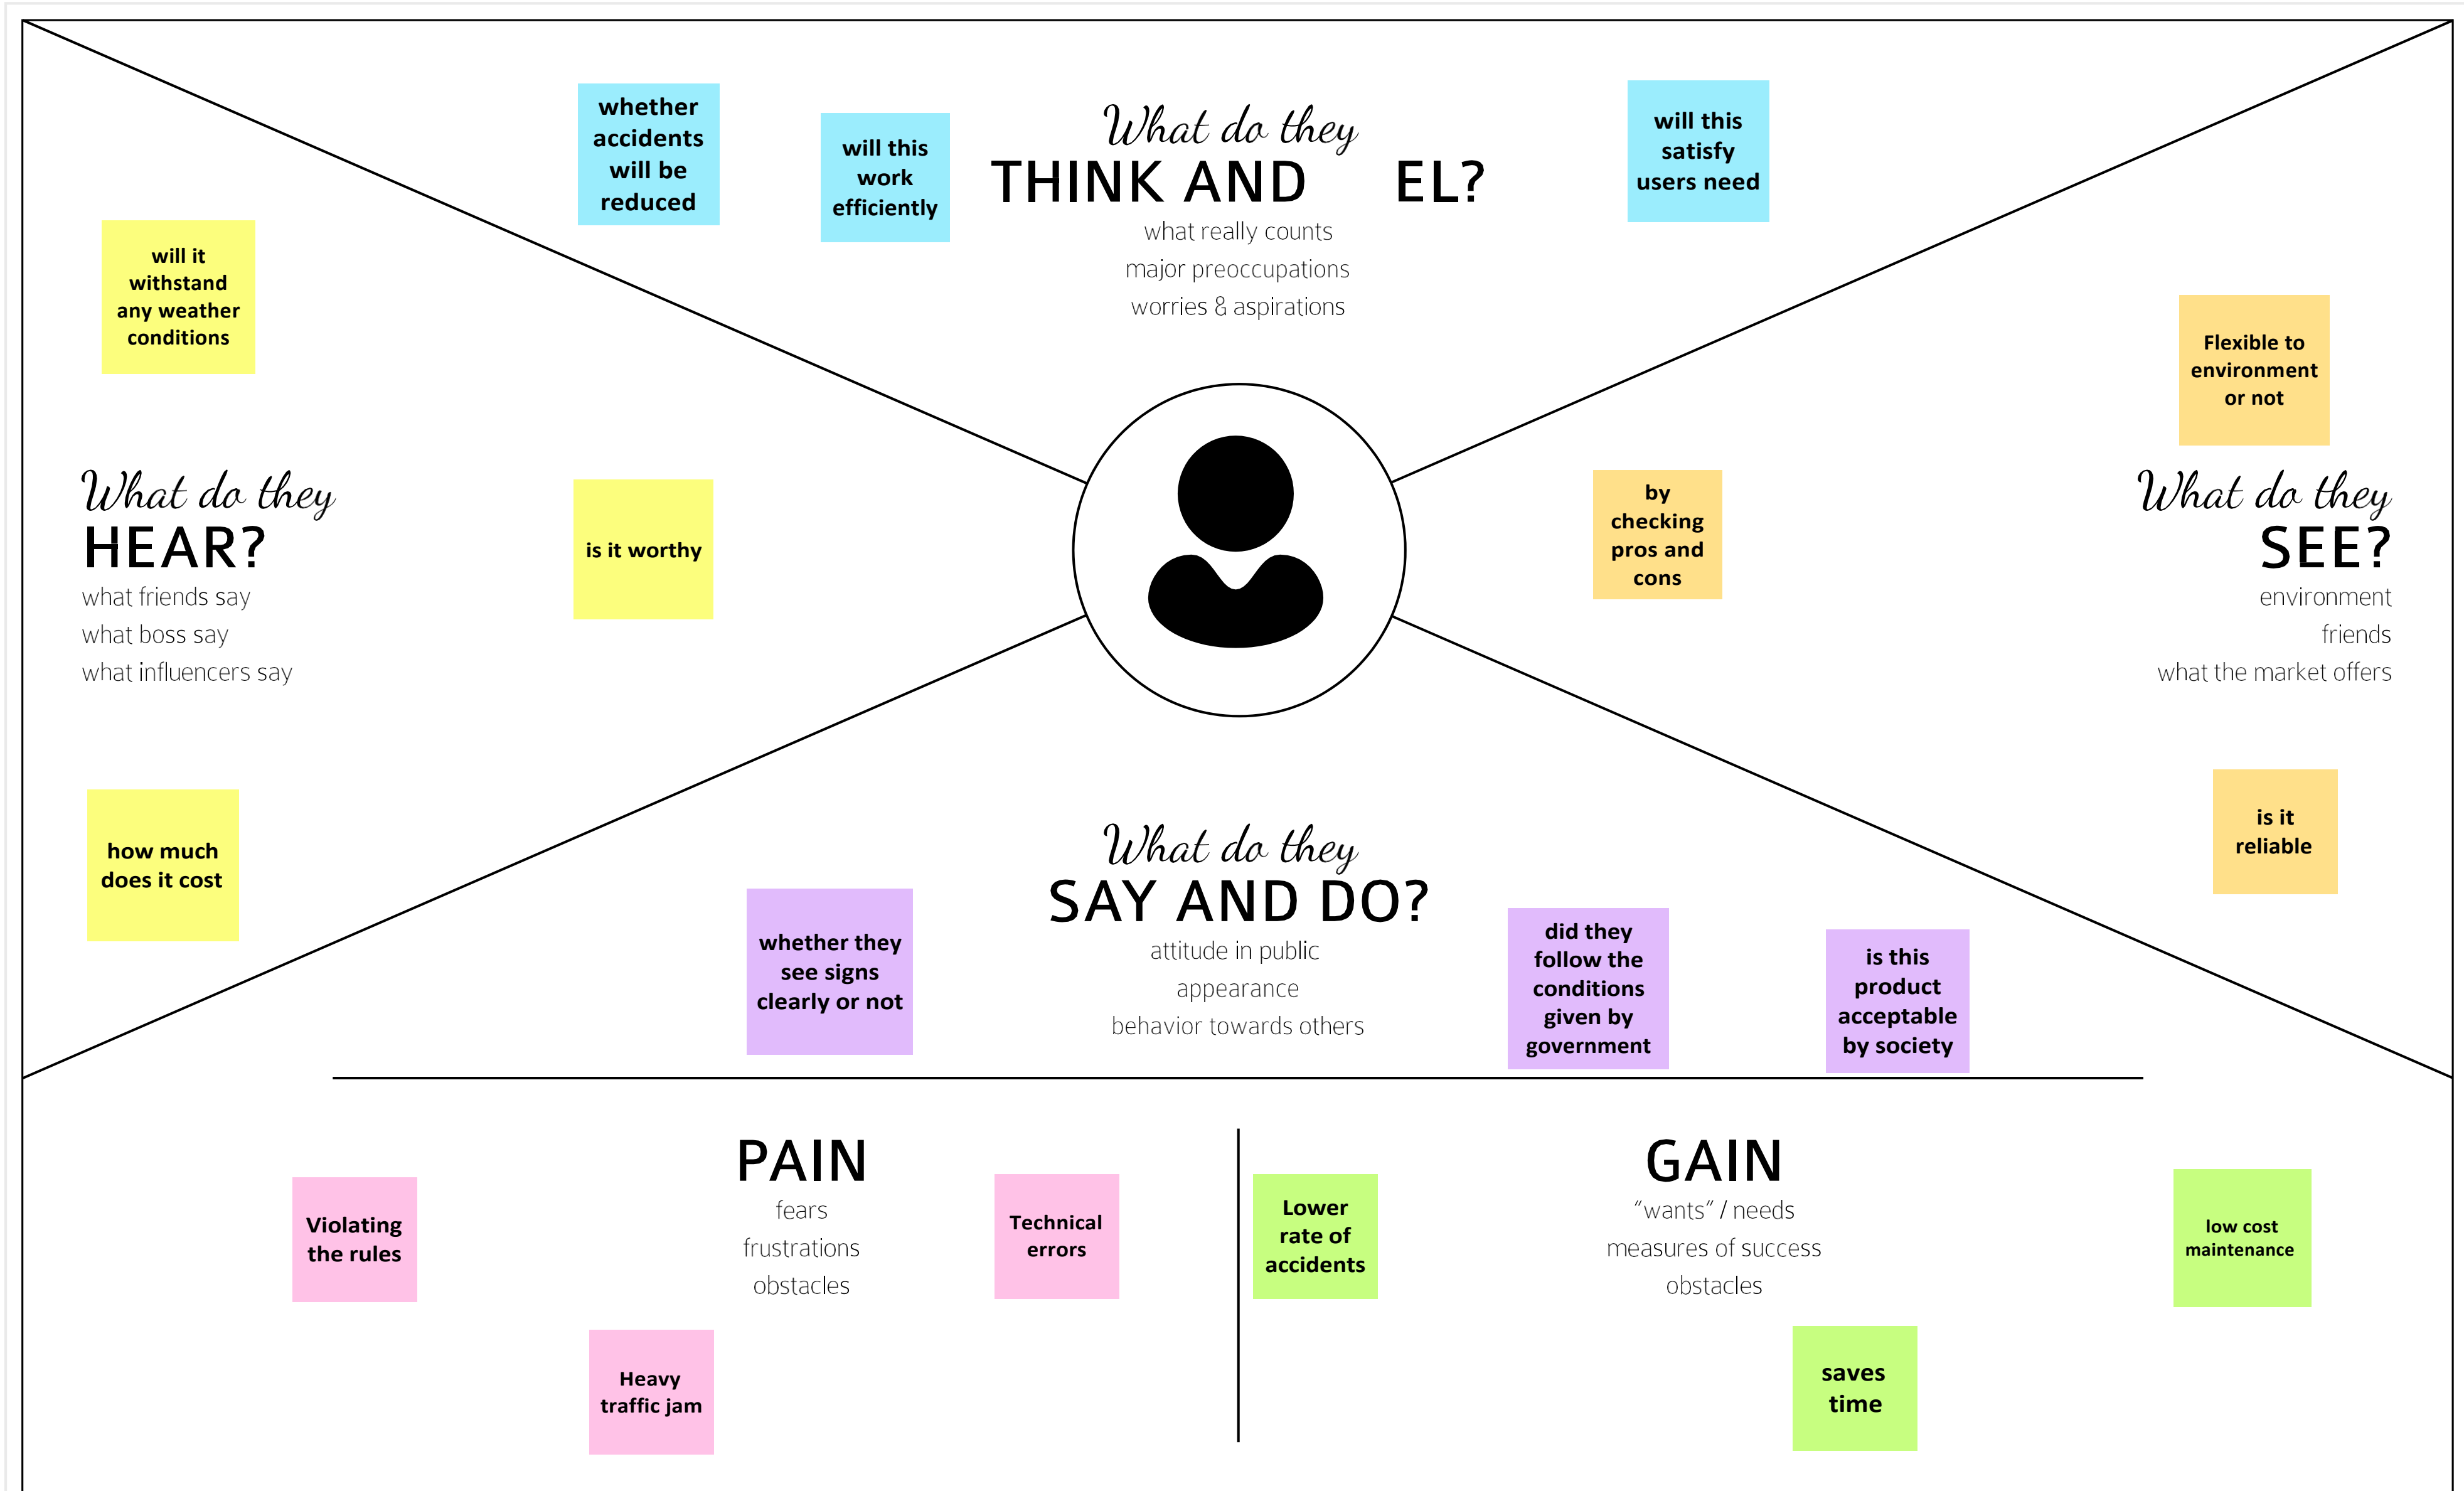 whether
accidents
will be
reduced
will this
work
efficiently
What do they
THINK AND EL?
what really counts
major preoccupations
worries & aspirations
will this
satisfy
users need
will it
withstand
any weather
conditions
What do they
HEAR?
what friends say
what boss say
what influencers say
is it worthy
how much
does it cost
by
checking
pros and
cons
Flexible to
environment
or not
What do they
SEE?
environment
friends
what the market offers
is it
reliable
What do they
SAY AND DO?
attitude in public
appearance
behavior towards others
whether they
see signs
clearly or not
did they
follow the
conditions
given by
government
is this
product
acceptable
by society
PAIN
fears
frustrations
obstacles
Violating
the rules
Heavy
traffic jam
Technical
errors
GAIN
“wants” / needs
measures of success
obstacles
Lower
rate of
accidents
saves
time
low cost
maintenance